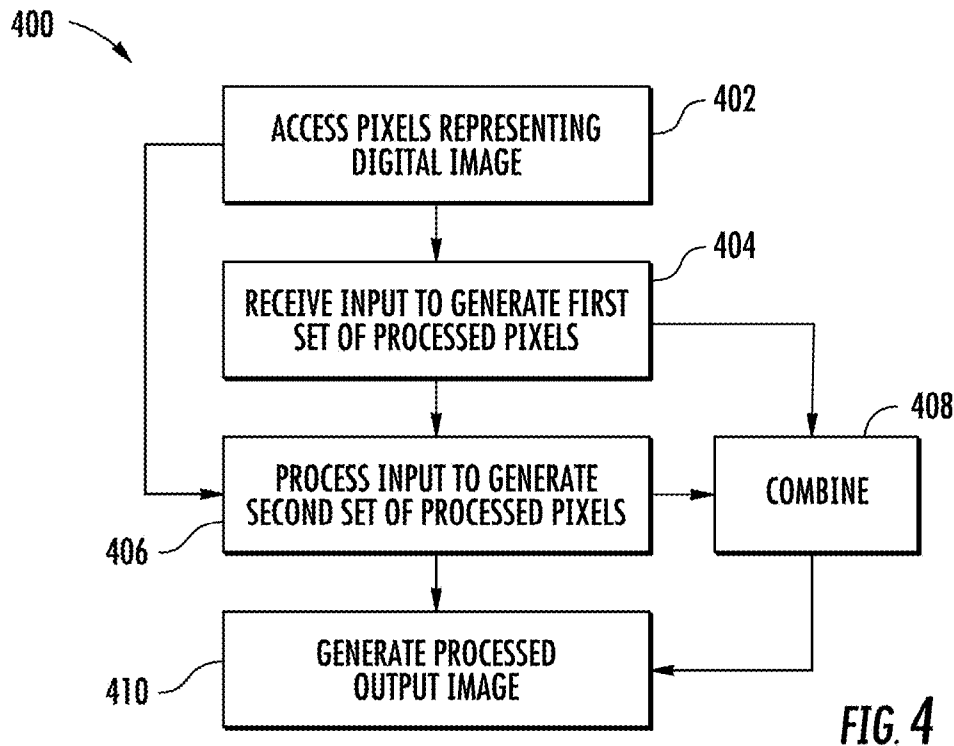 400
ACCESS PIXELS REPRESENTING
DIGITAL IMAGE
402
RECEIVE INPUT TO GENERATE FIRST
SET OF PROCESSED PIXELS
404
PROCESS INPUT TO GENERATE
SECOND SET OF PROCESSED PIXELS
406
COMBINE
408
GENERATE PROCESSED
OUTPUT IMAGE
410
FIG. 4